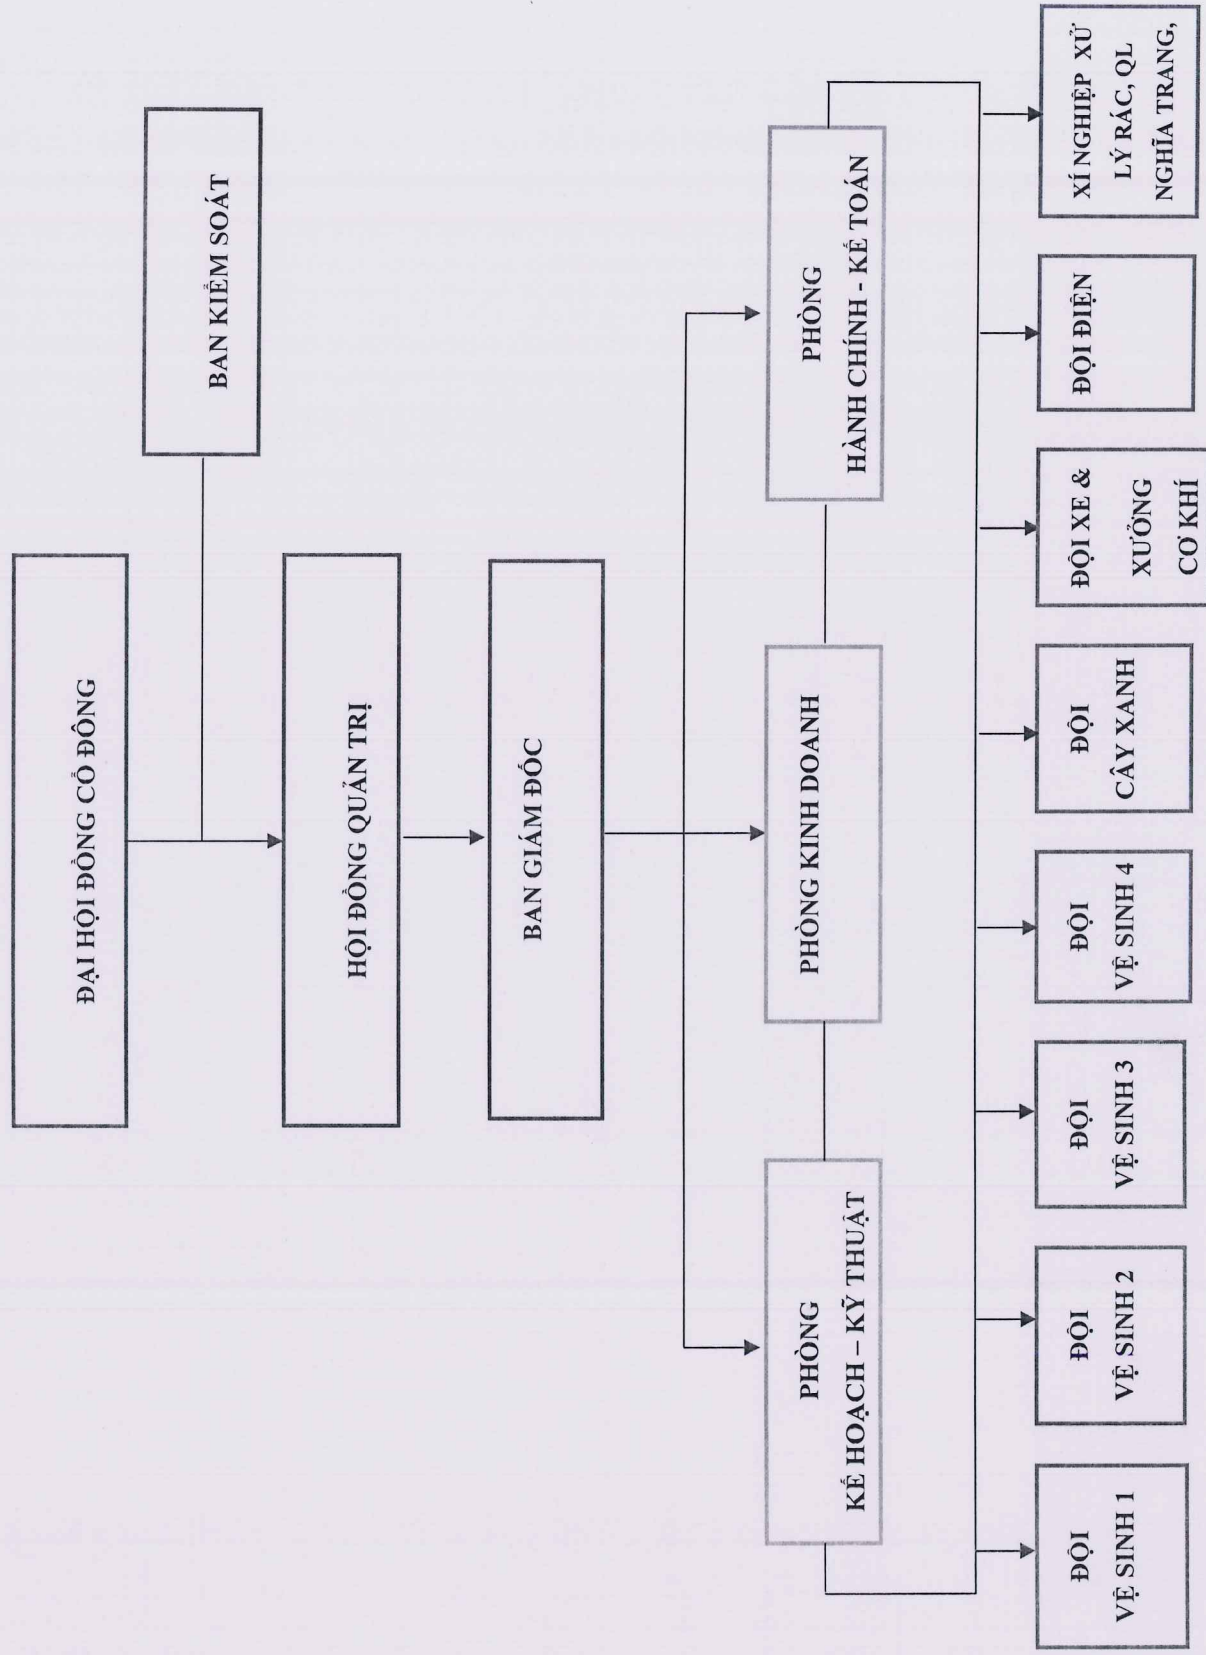 ĐẠI HỘI ĐỒNG CỔ ĐÔNG
BAN KIỂM SOÁT
HỘI ĐỒNG QUẢN TRỊ
BAN GIÁM ĐỐC
PHÒNG
KẾ HOẠCH – KỸ THUẬT
PHÒNG KINH DOANH
PHÒNG
HÀNH CHÍNH - KẾ TOÁN
ĐỘI
VỆ SINH 1
ĐỘI
VỆ SINH 2
ĐỘI
VỆ SINH 3
ĐỘI
VỆ SINH 4
ĐỘI
CÂY XANH
ĐỘI XE &
XƯỞNG
CƠ KHÍ
ĐỘI ĐIỆN
XÍ NGHIỆP XỬ
LÝ RÁC, QL
NGHĨA TRANG,